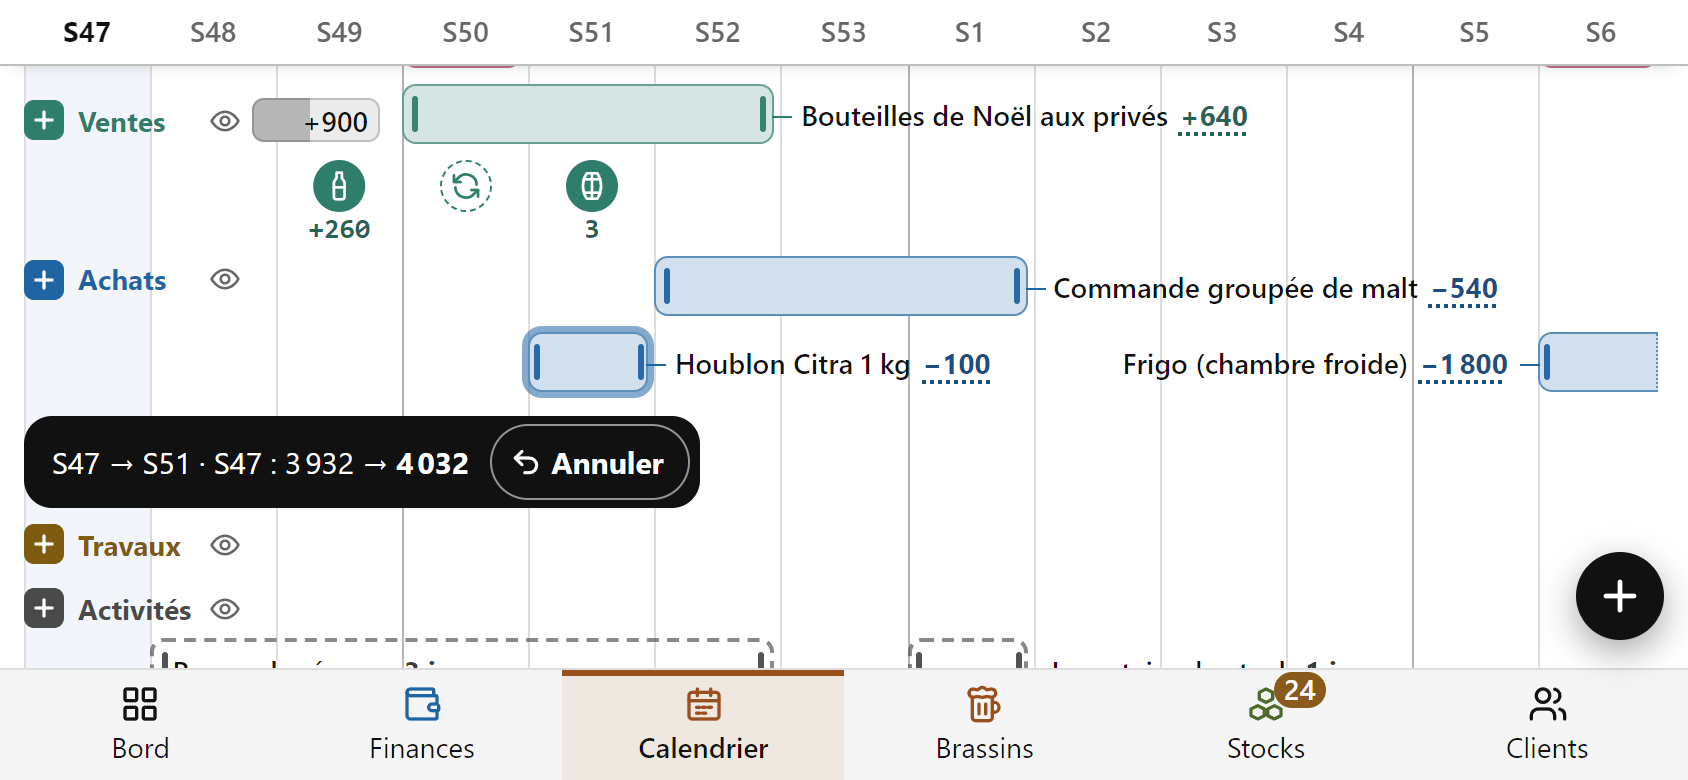 S47 S48 S49 S50 S51 S52 S53 S1 S2 S3 S4 S5 S6
Ventes +900 Bouteilles de Noël aux privés +640
+260 3
Achats Commande groupée de malt −540
Houblon Citra 1 kg −100 Frigo (chambre froide) −1 800
S47 → S51 · S47 : 3 932 → 4 032 Annuler
Travaux
Activités
24
Bord Finances Calendrier Brassins Stocks Clients